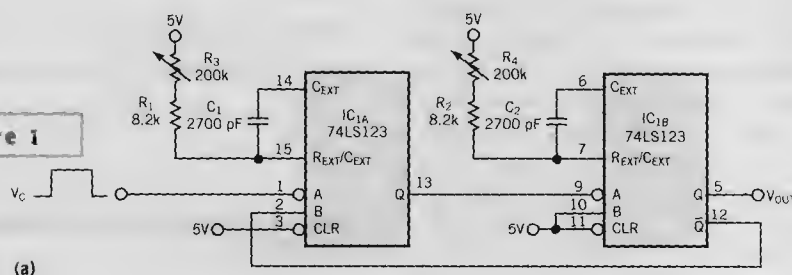 5V
R3
200k
R1
8.2k
C1
2700 pF
14
CEXT
IC1A
74LS123
15
REXT/CEXT
1
A
2
B
3
CLR
Q
13
5V
R4
200k
R2
8.2k
C2
2700 pF
6
CEXT
IC1B
74LS123
7
REXT/CEXT
9
A
10
B
11
CLR
Q
5
VOUT
Q̅
12
VC
5V
5V
re 1
(a)